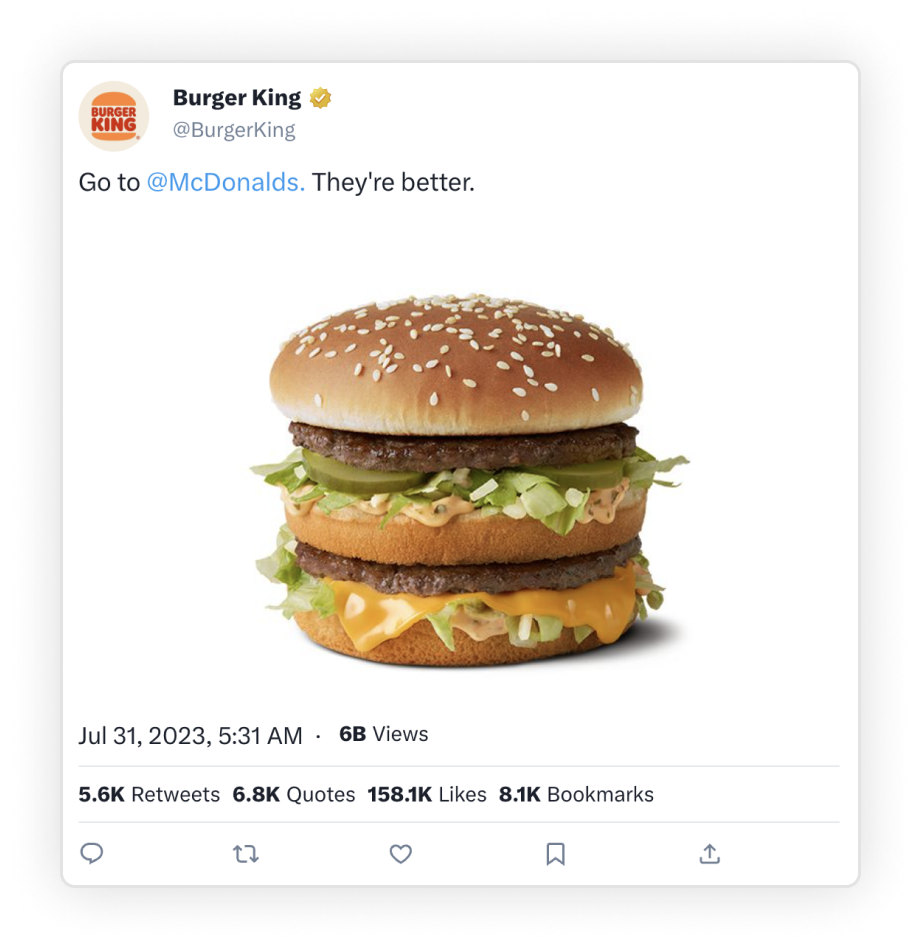 BURGER
KING
Burger King
@BurgerKing
Go to @McDonalds. They're better.
Jul 31, 2023, 5:31 AM · 6B Views
5.6K Retweets 6.8K Quotes 158.1K Likes 8.1K Bookmarks